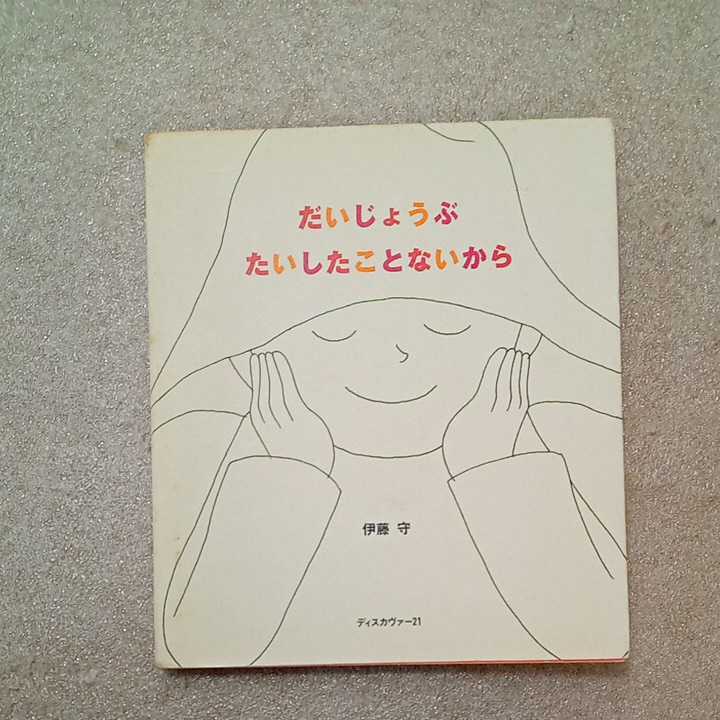 だいじょうぶ
たいしたことないから
伊藤 守
ディスカヴァー21